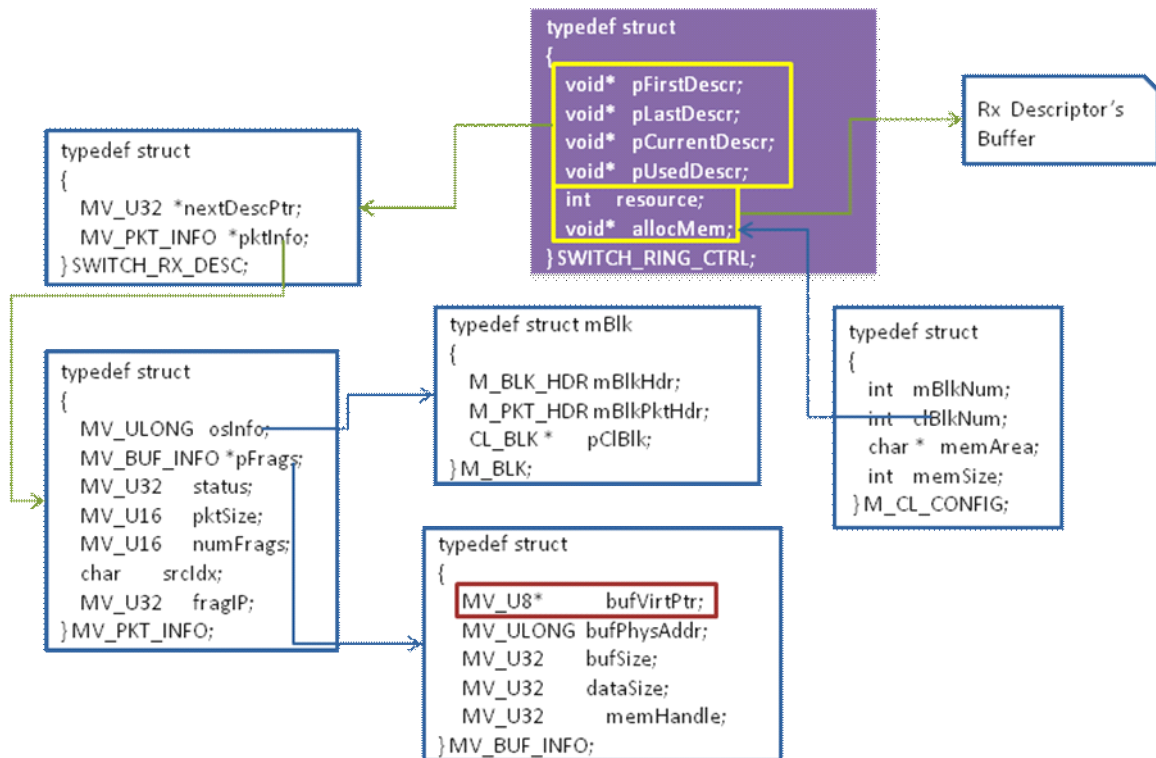 typedef struct
{
void* pFirstDescr;
void* pLastDescr;
void* pCurrentDescr;
void* pUsedDescr;
int resource;
void* allocMem;
} SWITCH_RING_CTRL;
Rx Descriptor's
Buffer
typedef struct
{
MV_U32 *nextDescPtr;
MV_PKT_INFO *pktInfo;
} SWITCH_RX_DESC;
typedef struct mBlk
{
M_BLK_HDR mBlkHdr;
M_PKT_HDR mBlkPktHdr;
CL_BLK * pClBlk;
} M_BLK;
typedef struct
{
int mBlkNum;
int clBlkNum;
char * memArea;
int memSize;
} M_CL_CONFIG;
typedef struct
{
MV_ULONG osInfo;
MV_BUF_INFO *pFrags;
MV_U32 status;
MV_U16 pktSize;
MV_U16 numFrags;
char srcIdx;
MV_U32 fragIP;
} MV_PKT_INFO;
typedef struct
{
MV_U8* bufVirtPtr;
MV_ULONG bufPhysAddr;
MV_U32 bufSize;
MV_U32 dataSize;
MV_U32 memHandle;
} MV_BUF_INFO;